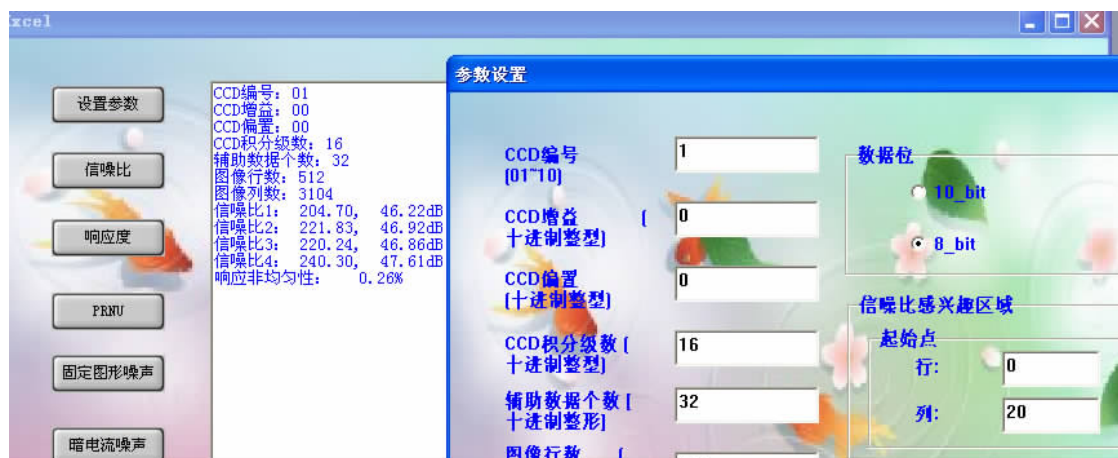 xcel
设置参数
信噪比
响应度
PRNU
固定图形噪声
暗电流噪声
CCD编号: 01
CCD增益: 00
CCD偏置: 00
CCD积分级数: 16
辅助数据个数: 32
图像行数: 512
图像列数: 3104
信噪比1: 204.70, 46.22dB
信噪比2: 221.83, 46.92dB
信噪比3: 220.24, 46.86dB
信噪比4: 240.30, 47.61dB
响应非均匀性: 0.26%
参数设置
CCD编号
(01~10)
1
CCD增益 (
十进制整型)
0
CCD偏置
(十进制整型)
0
CCD积分级数 (
十进制整型)
16
辅助数据个数 (
十进制整形)
32
图像行数 (
数据位
10_bit
8_bit
信噪比感兴趣区域
起始点
行: 0
列: 20